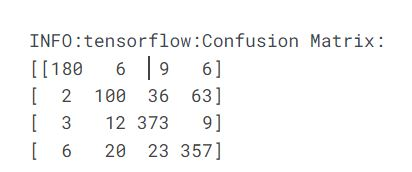 INFO:tensorflow:Confusion Matrix:
[[180 6 9 6]
[ 2 100 36 63]
[ 3 12 373 9]
[ 6 20 23 357]